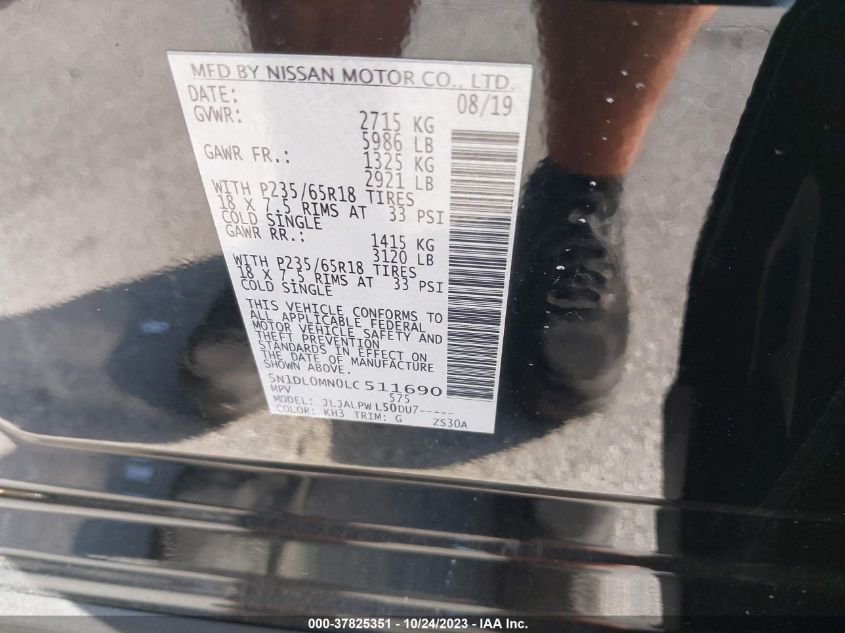 MFD BY NISSAN MOTOR CO., LTD.
DATE: 08/19
GVWR: 2715 KG
5986 LB
GAWR FR.: 1325 KG
2921 LB
WITH P235/65R18 TIRES
18 X 7.5 RIMS AT 33 PSI
COLD SINGLE
GAWR RR.: 1415 KG
3120 LB
WITH P235/65R18 TIRES
18 X 7.5 RIMS AT 33 PSI
COLD SINGLE
THIS VEHICLE CONFORMS TO
ALL APPLICABLE FEDERAL
MOTOR VEHICLE SAFETY AND
THEFT PREVENTION
STANDARDS IN EFFECT ON
THE DATE OF MANUFACTURE
SHOWN ABOVE.
5N1DL0MN0LC511690
MPV 575
MODEL: JLJALPWL50DU7-----
COLOR: KH3 TRIM: G ZS30A
000-37825351 - 10/24/2023 - IAA Inc.